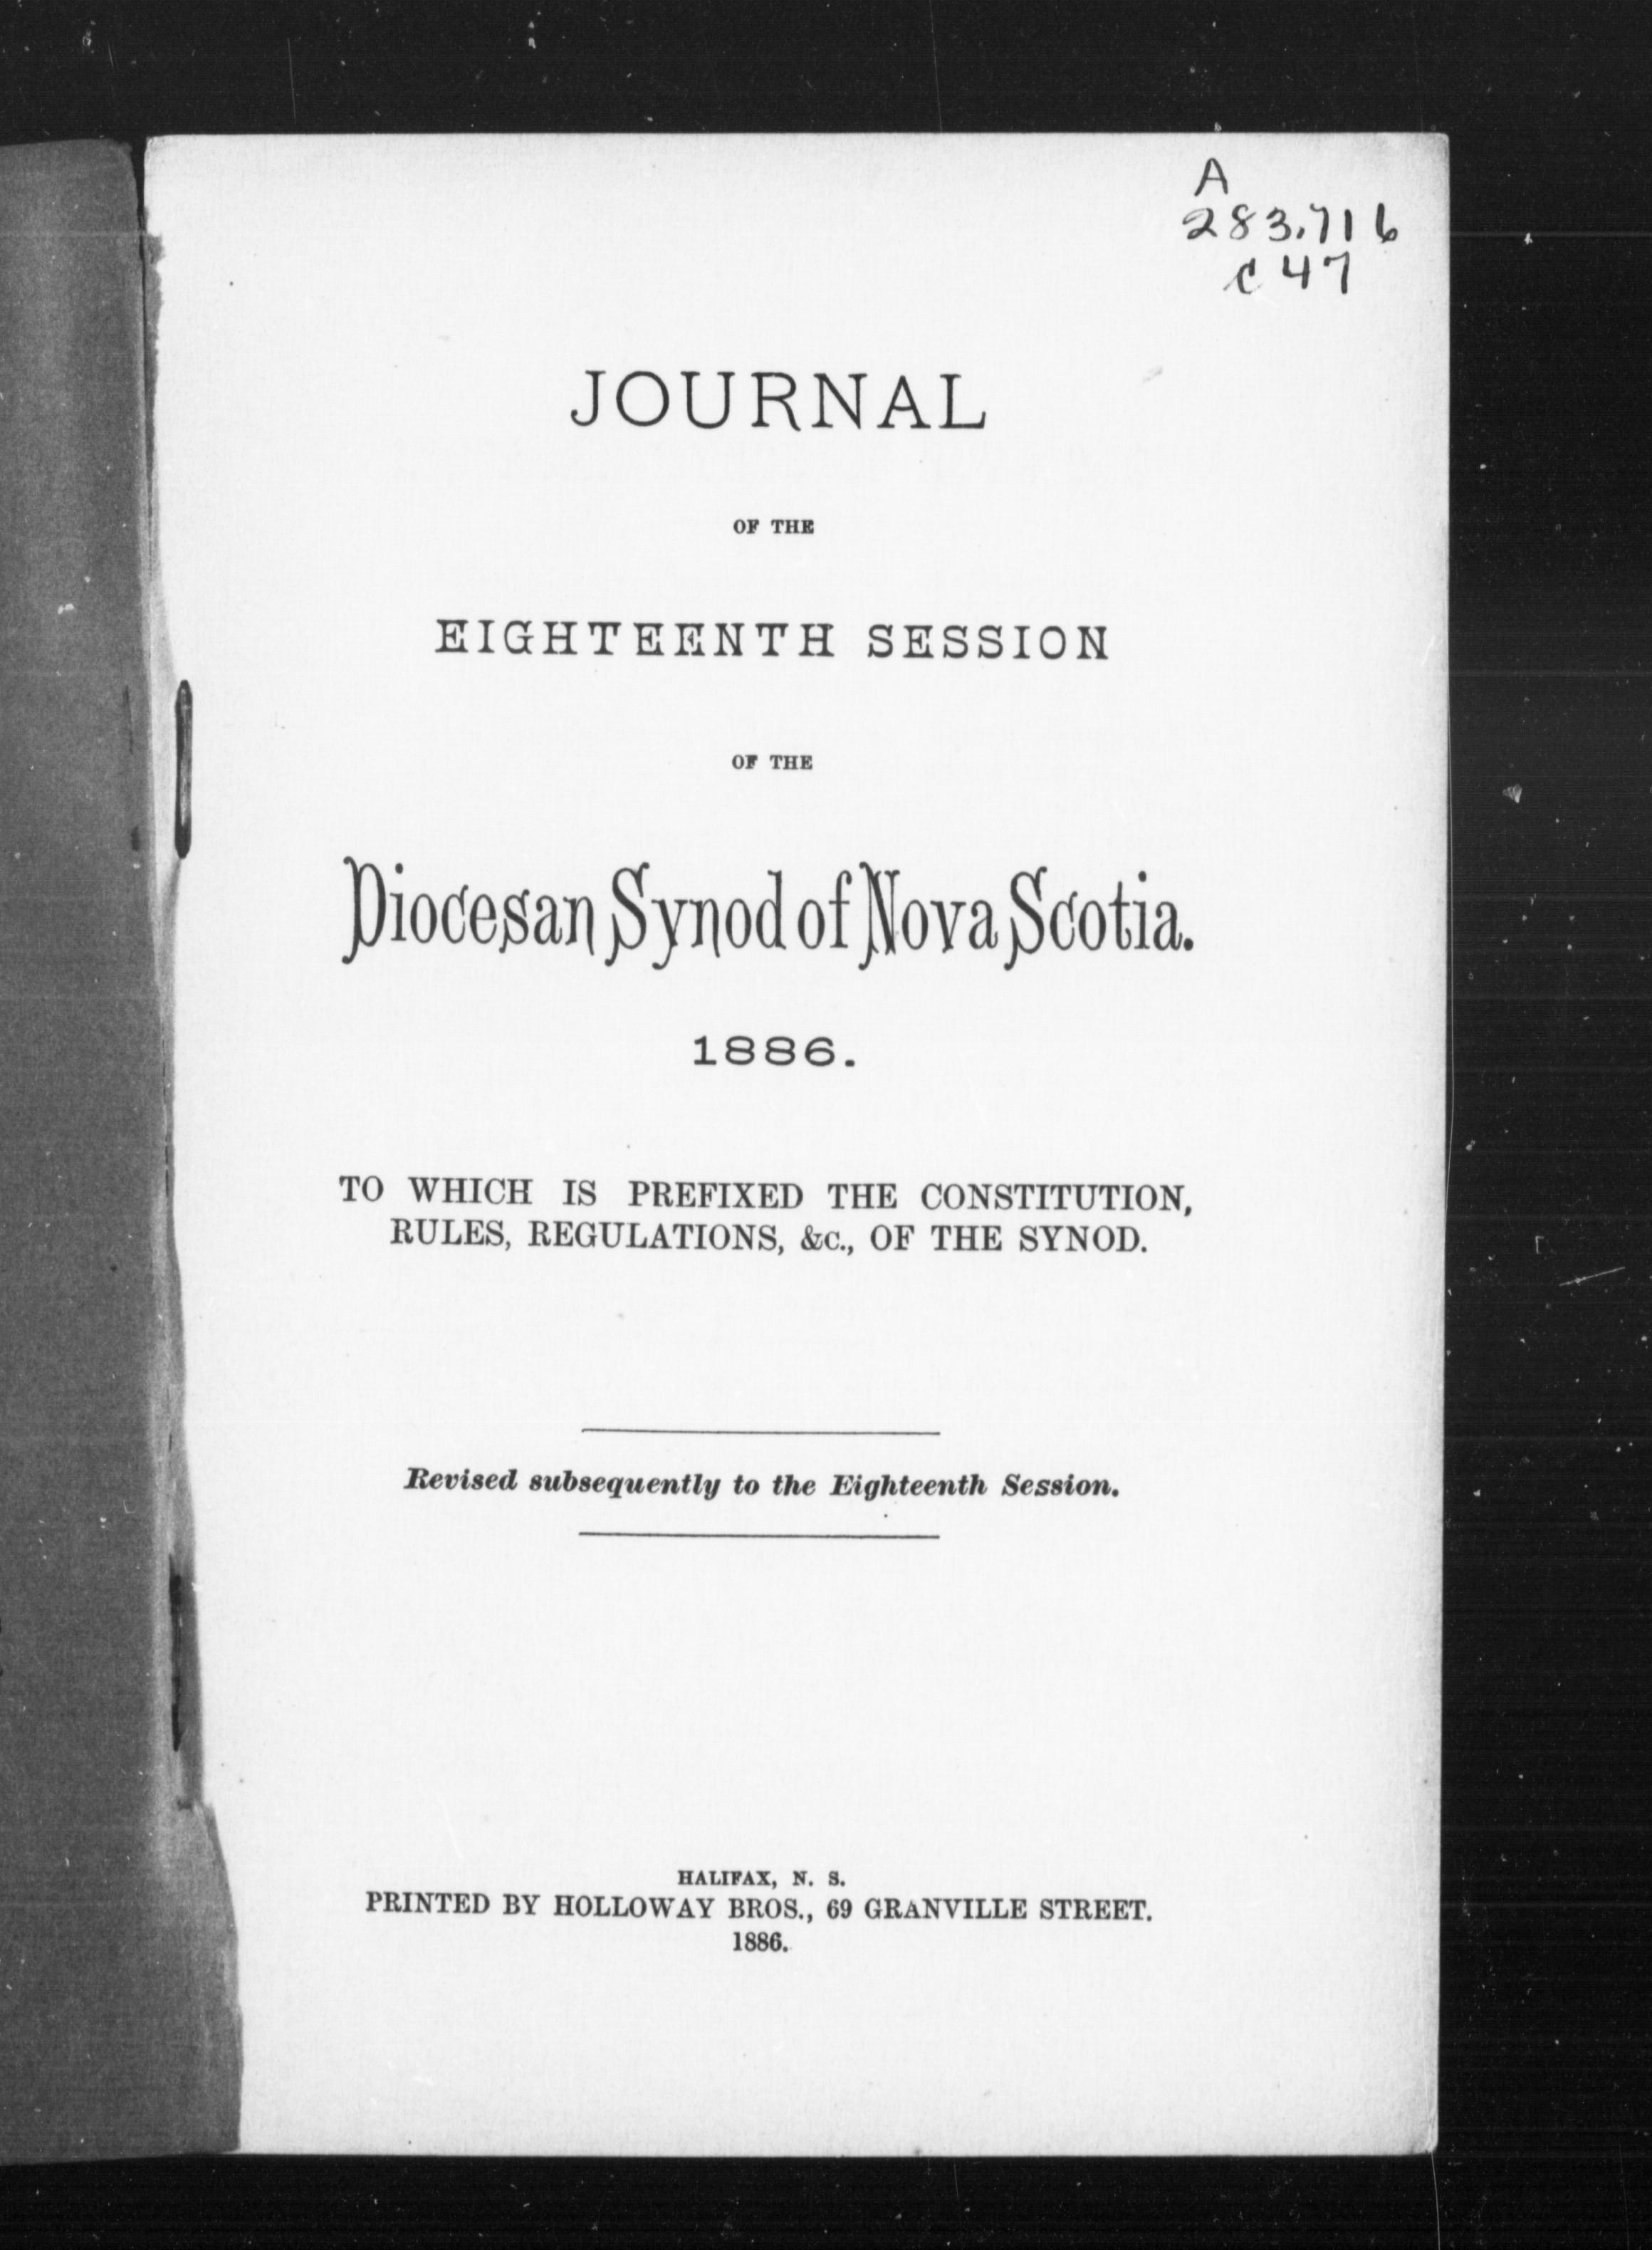 A
283.716
C47
JOURNAL
OF THE
EIGHTEENTH SESSION
OF THE
Diocesan Synod of Nova Scotia.
1886.
TO WHICH IS PREFIXED THE CONSTITUTION,
RULES, REGULATIONS, &c., OF THE SYNOD.
Revised subsequently to the Eighteenth Session.
HALIFAX, N. S.
PRINTED BY HOLLOWAY BROS., 69 GRANVILLE STREET.
1886.